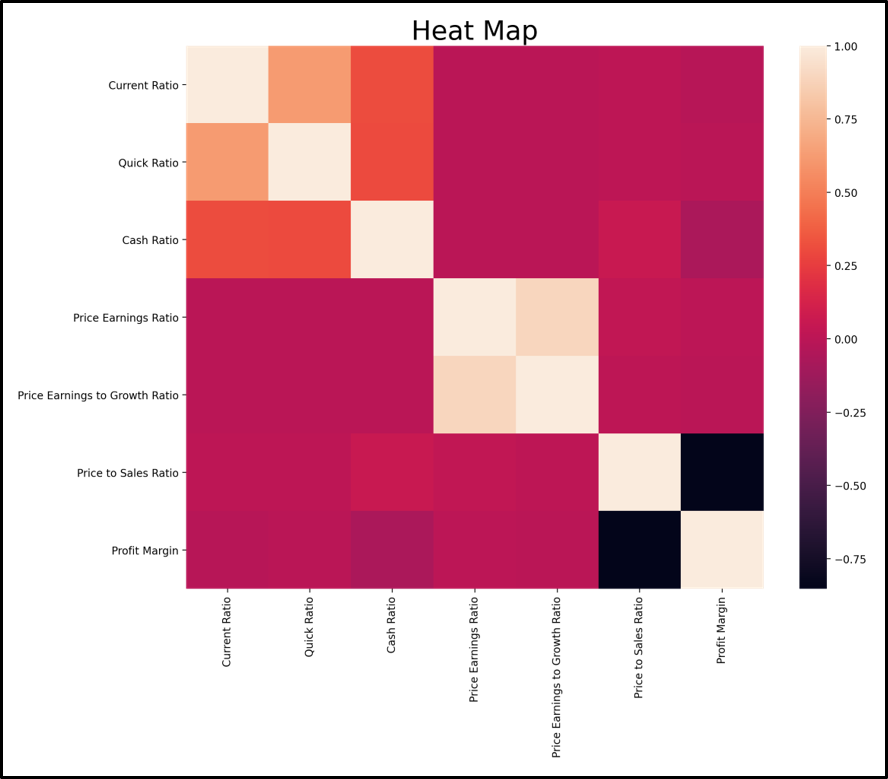 Heat Map
Current Ratio
Quick Ratio
Cash Ratio
Price Earnings Ratio
Price Earnings to Growth Ratio
Price to Sales Ratio
Profit Margin
Current Ratio
Quick Ratio
Cash Ratio
Price Earnings Ratio
Price Earnings to Growth Ratio
Price to Sales Ratio
Profit Margin
1.00
0.75
0.50
0.25
0.00
−0.25
−0.50
−0.75